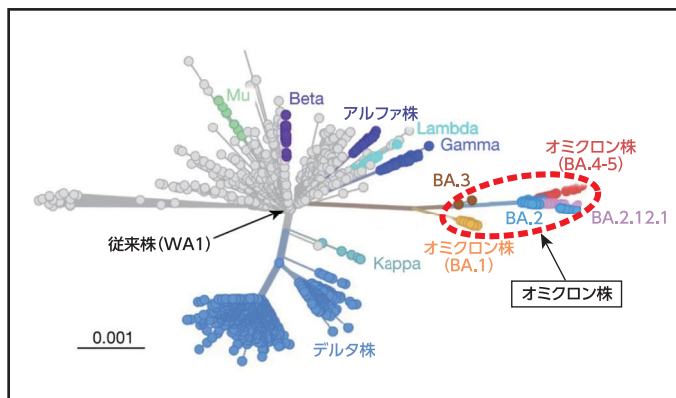 Mu
Beta
アルファ株
Lambda
Gamma
オミクロン株
(BA.4-5)
BA.3
BA.2
BA.2.12.1
従来株(WA1)
オミクロン株
(BA.1)
Kappa
オミクロン株
0.001
デルタ株